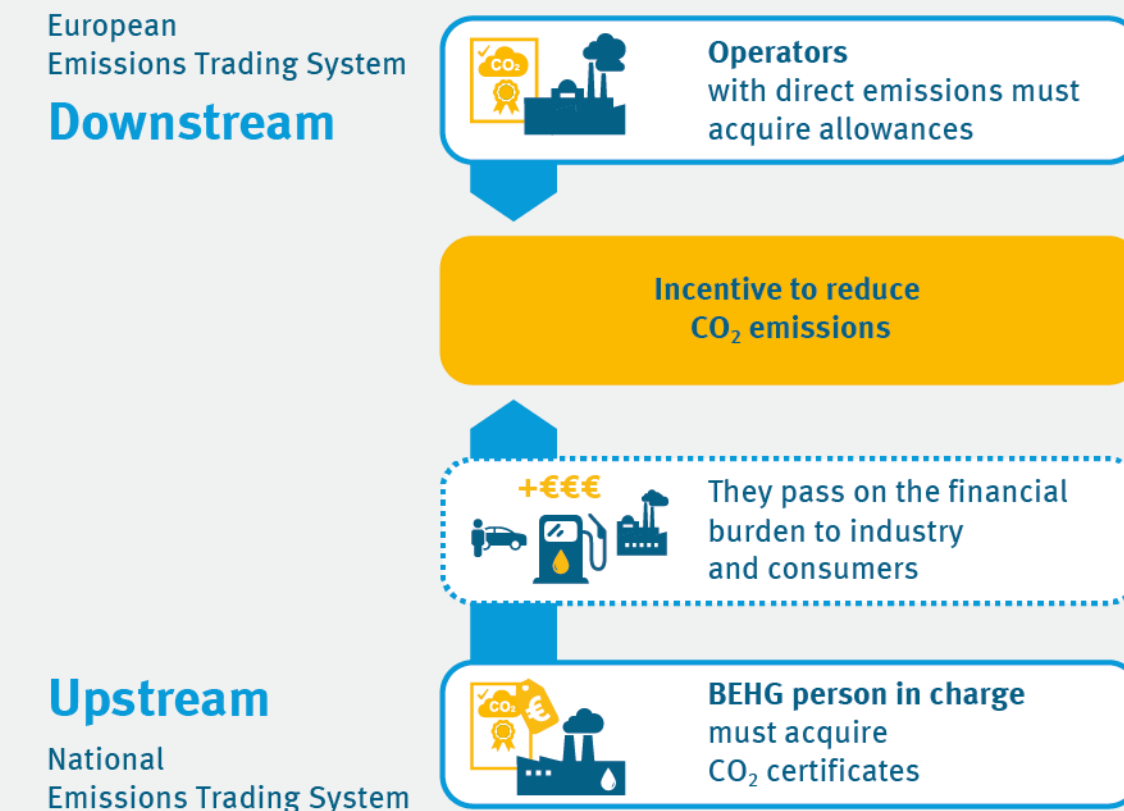 European
Emissions Trading System
Downstream
CO₂
Operators
with direct emissions must
acquire allowances
Incentive to reduce
CO₂ emissions
+€€€
They pass on the financial
burden to industry
and consumers
Upstream
National
Emissions Trading System
CO₂
€
BEHG person in charge
must acquire
CO₂ certificates